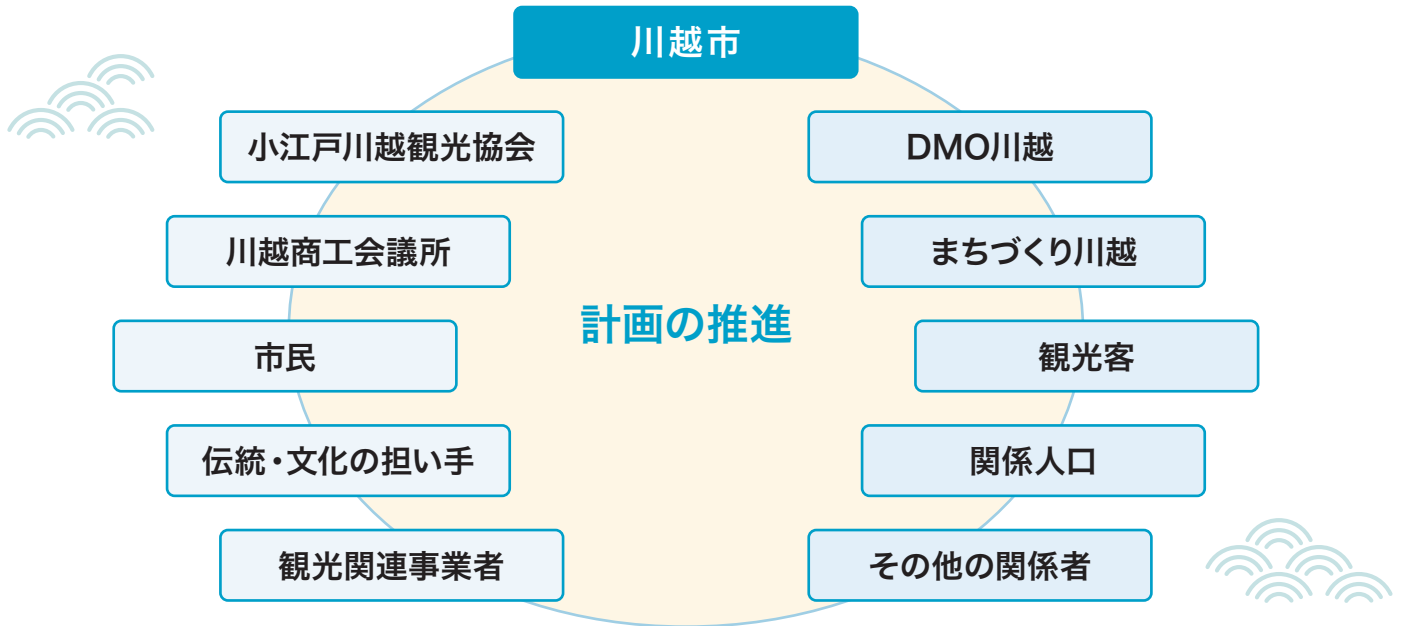 川越市
小江戸川越観光協会
DMO川越
川越商工会議所
まちづくり川越
計画の推進
市民
観光客
伝統・文化の担い手
関係人口
観光関連事業者
その他の関係者